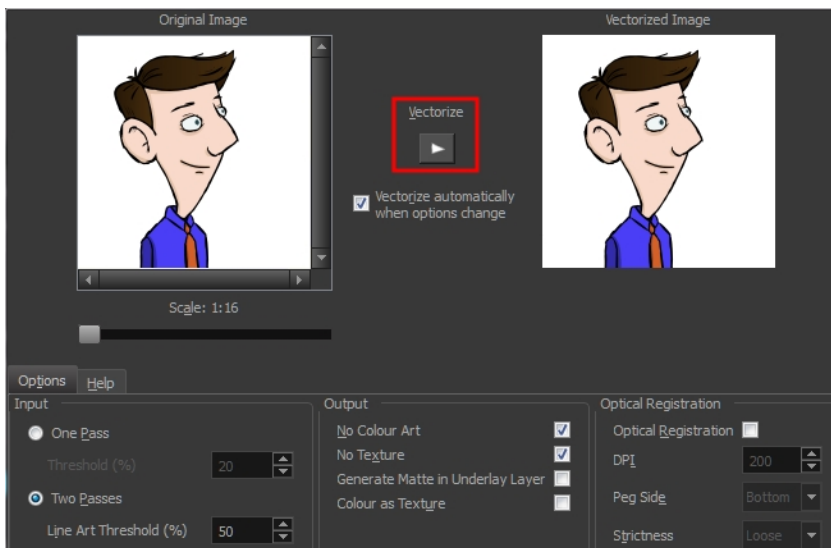 Original Image
Vectorized Image
Vectorize
Vectorize automatically
when options change
Scale: 1:16
Options
Help
Input
One Pass
Threshold (%)
20
Two Passes
Line Art Threshold (%)
50
Output
No Colour Art
No Texture
Generate Matte in Underlay Layer
Colour as Texture
Optical Registration
Optical Registration
DPI
200
Peg Side
Bottom
Strictness
Loose